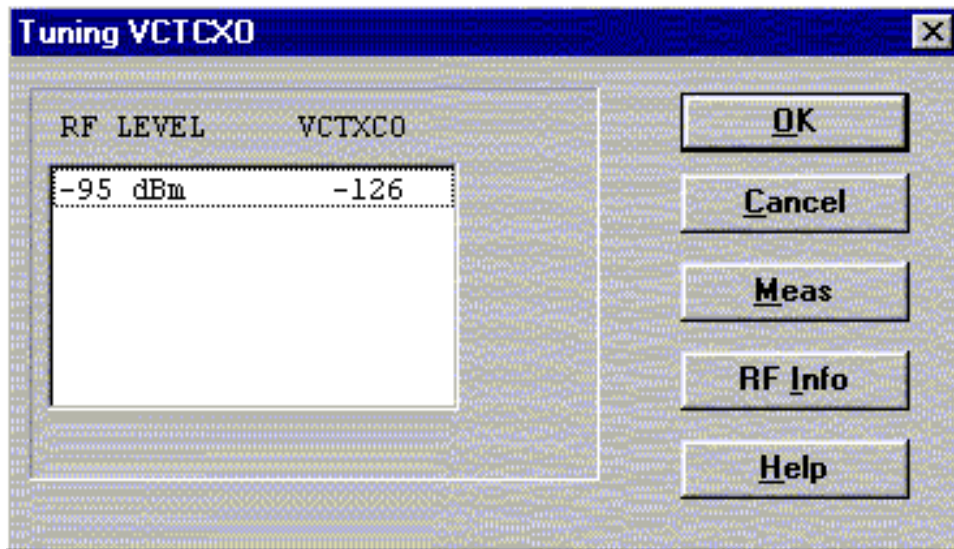 Tuning VCTCXO
RF LEVEL VCTXCO
-95 dBm -126
OK
Cancel
Meas
RF Info
Help